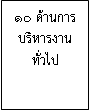 ๑๐ ด้านการ
บริหารงาน
ทั่วไป